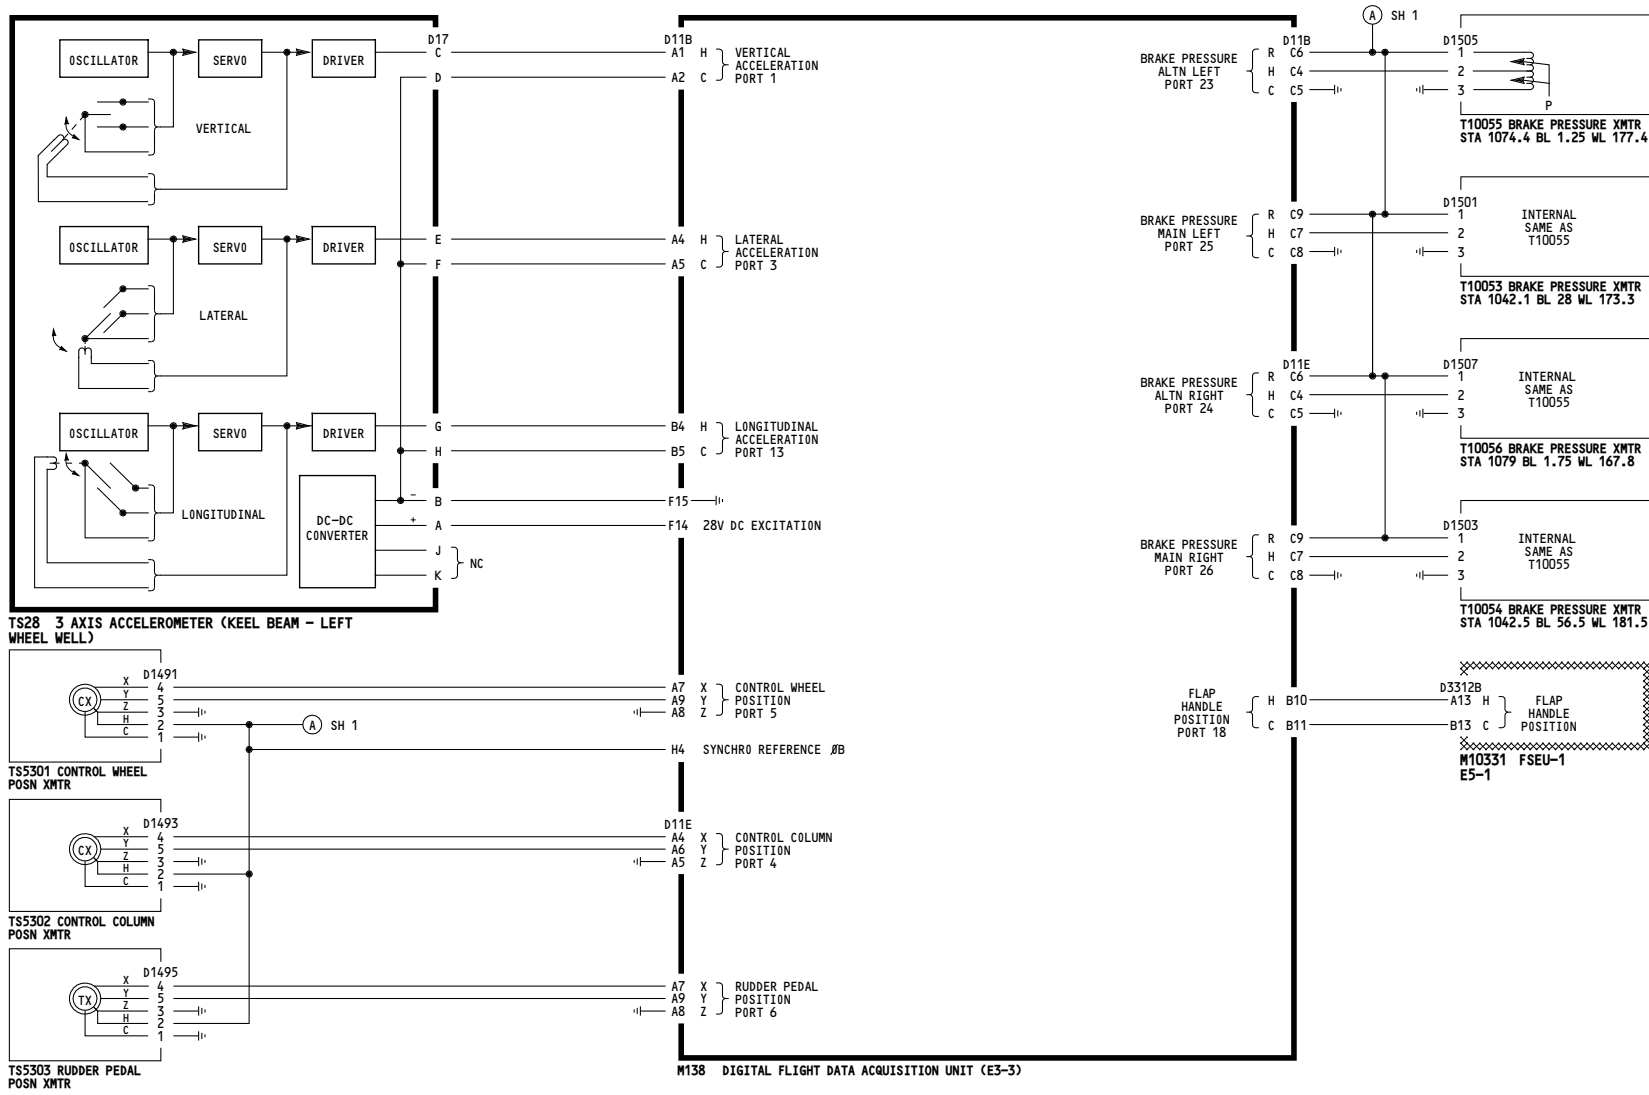 OSCILLATOR
SERVO
DRIVER
VERTICAL
OSCILLATOR
SERVO
DRIVER
LATERAL
OSCILLATOR
SERVO
DRIVER
LONGITUDINAL
DC-DC
CONVERTER
D17
C
D
E
F
G
H
− B
+ A
J
K
NC
TS28 3 AXIS ACCELEROMETER (KEEL BEAM - LEFT
WHEEL WELL)
D11B
A1 H
A2 C
VERTICAL
ACCELERATION
PORT 1
A4 H
A5 C
LATERAL
ACCELERATION
PORT 3
B4 H
B5 C
LONGITUDINAL
ACCELERATION
PORT 13
F15
F14 28V DC EXCITATION
CX
D1491
X 4
Y 5
Z 3
H 2
C 1
A SH 1
TS5301 CONTROL WHEEL
POSN XMTR
A7 X
A9 Y
A8 Z
CONTROL WHEEL
POSITION
PORT 5
H4 SYNCHRO REFERENCE ØB
CX
D1493
X 4
Y 5
Z 3
H 2
C 1
TS5302 CONTROL COLUMN
POSN XMTR
D11E
A4 X
A6 Y
A5 Z
CONTROL COLUMN
POSITION
PORT 4
TX
D1495
X 4
Y 5
Z 3
H 2
C 1
TS5303 RUDDER PEDAL
POSN XMTR
A7 X
A9 Y
A8 Z
RUDDER PEDAL
POSITION
PORT 6
M138 DIGITAL FLIGHT DATA ACQUISITION UNIT (E3-3)
A SH 1
BRAKE PRESSURE
ALTN LEFT
PORT 23
D11B
R C6
H C4
C C5
D1505
1
2
3
P
T10055 BRAKE PRESSURE XMTR
STA 1074.4 BL 1.25 WL 177.4
BRAKE PRESSURE
MAIN LEFT
PORT 25
R C9
H C7
C C8
D1501
1
2
3
INTERNAL
SAME AS
T10055
T10053 BRAKE PRESSURE XMTR
STA 1042.1 BL 28 WL 173.3
BRAKE PRESSURE
ALTN RIGHT
PORT 24
D11E
R C6
H C4
C C5
D1507
1
2
3
INTERNAL
SAME AS
T10055
T10056 BRAKE PRESSURE XMTR
STA 1079 BL 1.75 WL 167.8
BRAKE PRESSURE
MAIN RIGHT
PORT 26
R C9
H C7
C C8
D1503
1
2
3
INTERNAL
SAME AS
T10055
T10054 BRAKE PRESSURE XMTR
STA 1042.5 BL 56.5 WL 181.5
FLAP
HANDLE
POSITION
PORT 18
H B10
C B11
D3312B
A13 H
B13 C
FLAP
HANDLE
POSITION
M10331 FSEU-1
E5-1